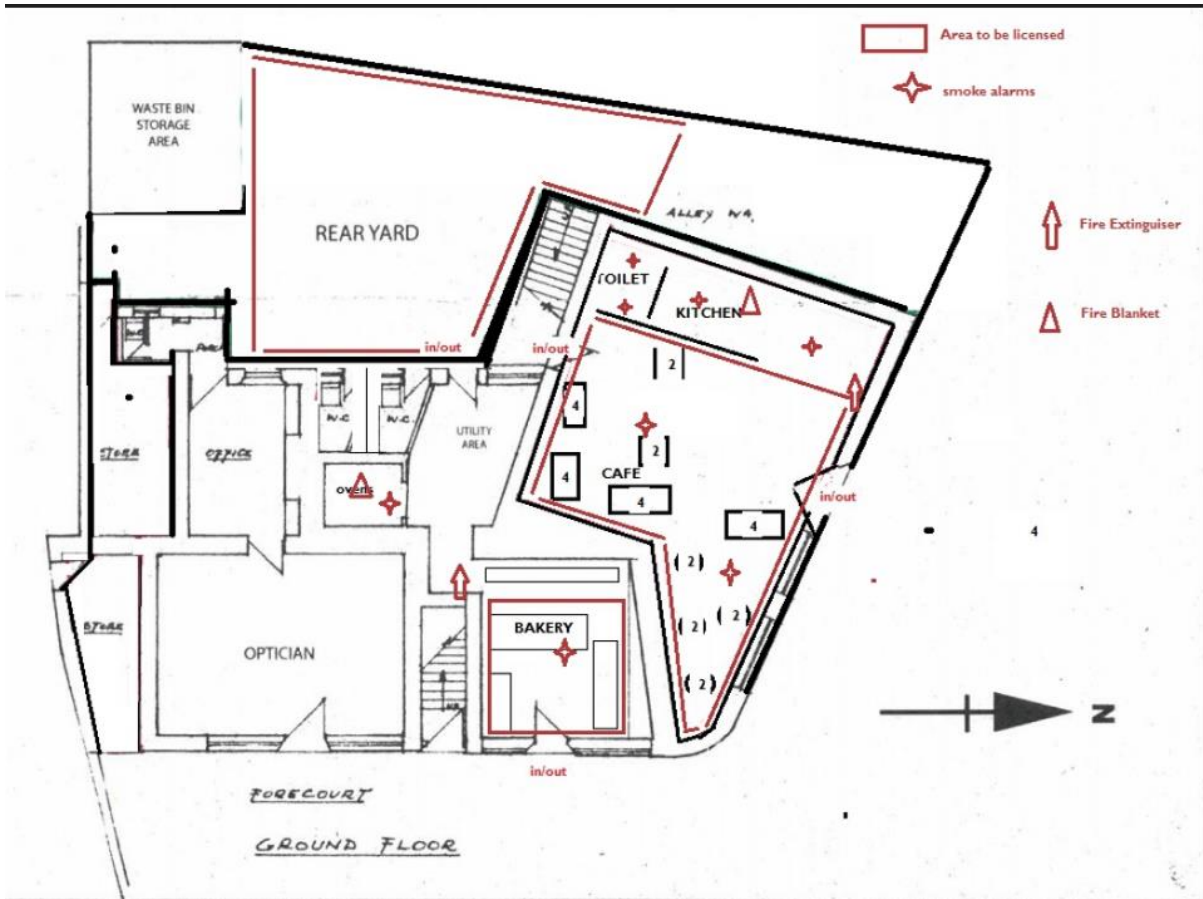 Area to be licensed
smoke alarms
WASTE BIN
STORAGE
AREA
REAR YARD
ALLEY WA.
Fire Extinguiser
TOILET
KITCHEN
Fire Blanket
in/out
in/out
2
4
W.C.
W.C.
UTILITY
AREA
2
STORE
OFFICE
CAFE
4
ovens
4
in/out
4
4
2
BAKERY
2
2
STORE
OPTICIAN
2
N
in/out
FORECOURT
GROUND FLOOR